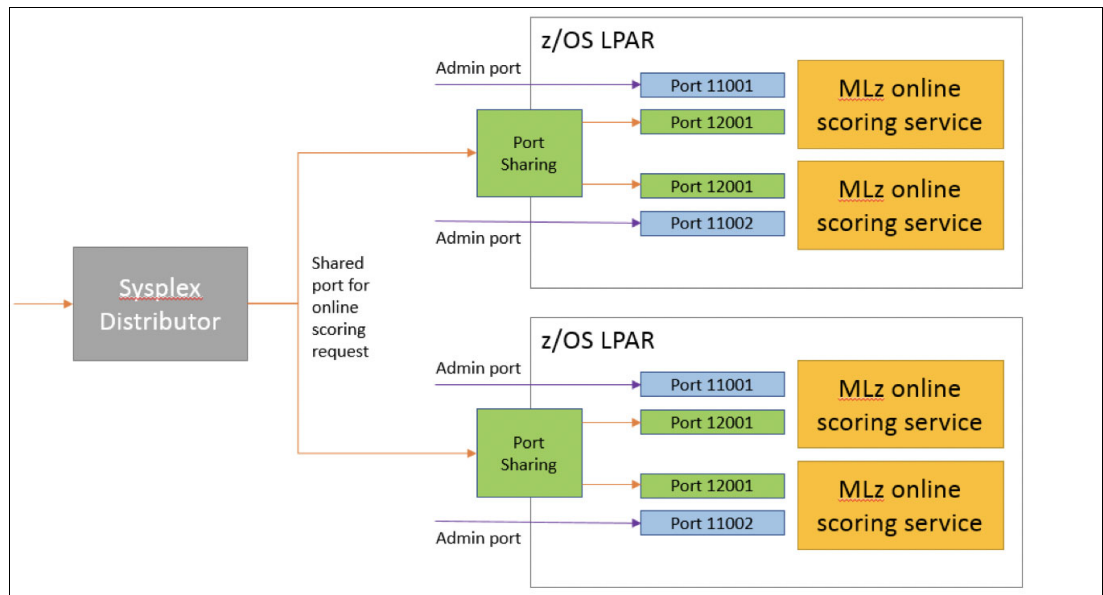 z/OS LPAR
Admin port
Port 11001
MLz online
scoring service
Port
Sharing
Port 12001
Port 12001
MLz online
scoring service
Port 11002
Admin port
Sysplex
Distributor
Shared
port for
online
scoring
request
z/OS LPAR
Admin port
Port 11001
MLz online
scoring service
Port
Sharing
Port 12001
Port 12001
MLz online
scoring service
Port 11002
Admin port